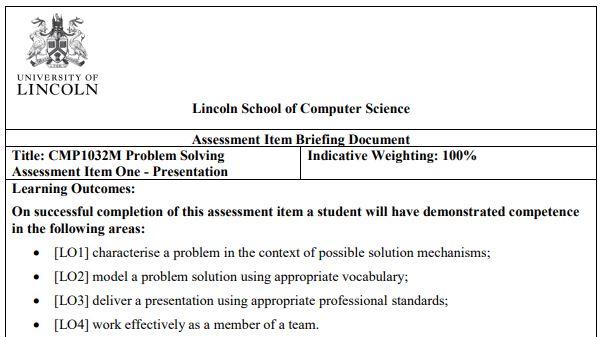 UNIVERSITY OF
LINCOLN
Lincoln School of Computer Science
Assessment Item Briefing Document
Title: CMP1032M Problem Solving
Assessment Item One - Presentation
Indicative Weighting: 100%
Learning Outcomes:
On successful completion of this assessment item a student will have demonstrated competence
in the following areas:
• [LO1] characterise a problem in the context of possible solution mechanisms;
• [LO2] model a problem solution using appropriate vocabulary;
• [LO3] deliver a presentation using appropriate professional standards;
• [LO4] work effectively as a member of a team.